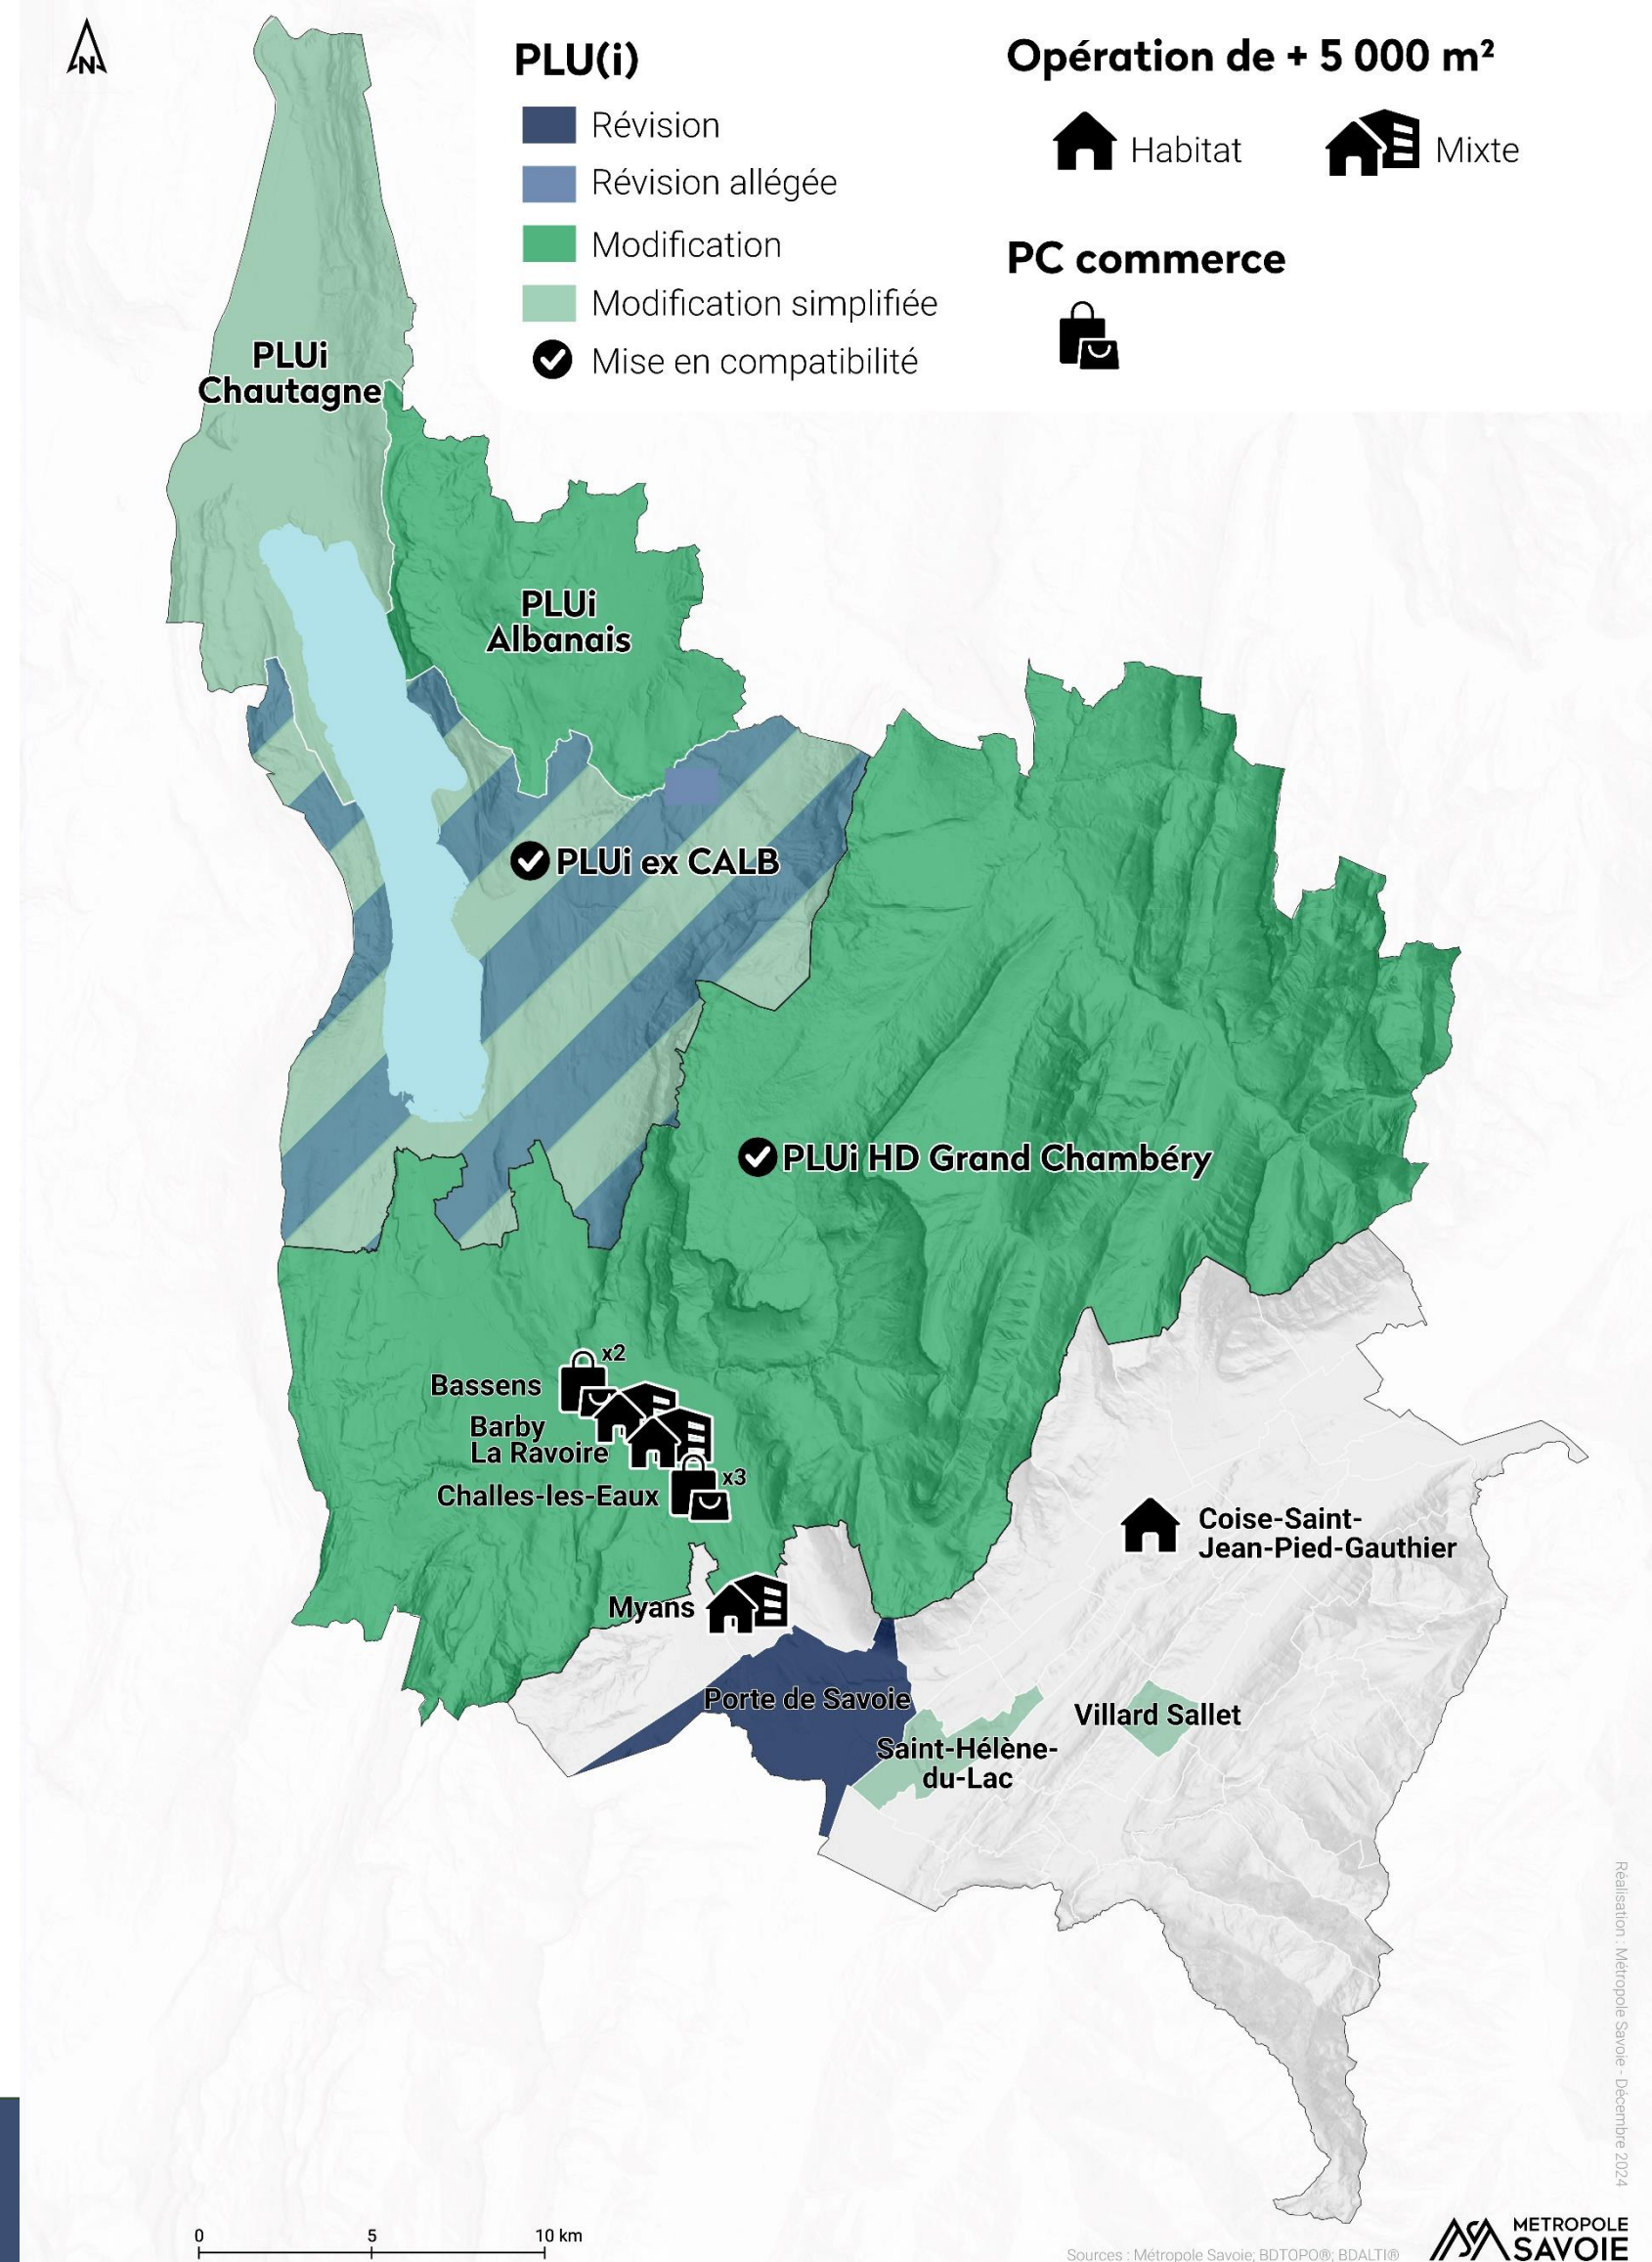 N
PLU(i)
Révision
Révision allégée
Modification
Modification simplifiée
Mise en compatibilité
Opération de + 5 000 m²
Habitat
Mixte
PC commerce
PLUi
Chautagne
PLUi
Albanais
PLUi ex CALB
PLUi HD Grand Chambéry
x2
Bassens
Barby
La Ravoire
x3
Challes-les-Eaux
Coise-Saint-
Jean-Pied-Gauthier
Myans
Porte de Savoie
Villard Sallet
Saint-Hélène-
du-Lac
Réalisation : Métropole Savoie - Décembre 2024
0 5 10 km
Sources : Métropole Savoie; BDTOPO®; BDALTI®
METROPOLE
SAVOIE